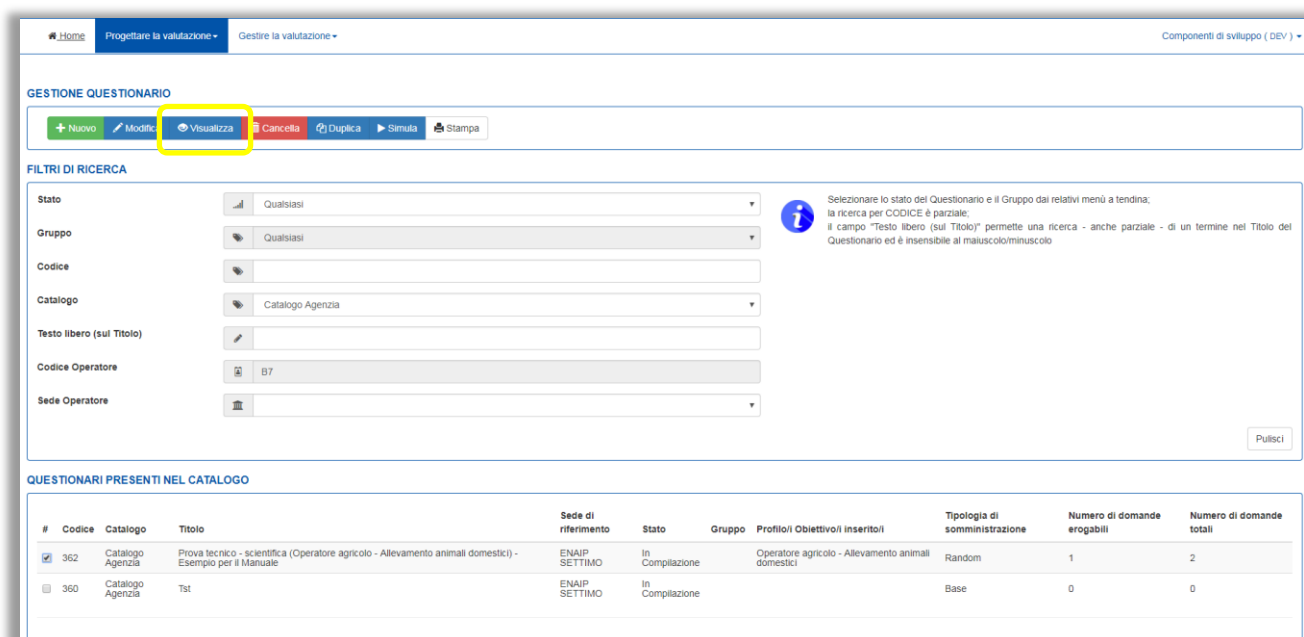 Home Progettare la valutazione Gestire la valutazione Componenti di sviluppo ( DEV )
GESTIONE QUESTIONARIO
Nuovo Modifica Visualizza Cancella Duplica Simula Stampa
FILTRI DI RICERCA
Stato Qualsiasi
Gruppo Qualsiasi
Codice
Catalogo Catalogo Agenzia
Testo libero (sul Titolo)
Codice Operatore B7
Sede Operatore
Selezionare lo stato del Questionario e il Gruppo dai relativi menù a tendina;
la ricerca per CODICE è parziale;
il campo "Testo libero (sul Titolo)" permette una ricerca - anche parziale - di un termine nel Titolo del
Questionario ed è insensibile al maiuscolo/minuscolo
Pulisci
QUESTIONARI PRESENTI NEL CATALOGO
# Codice Catalogo Titolo Sede di riferimento Stato Gruppo Profilo/i Obiettivo/i inserito/i Tipologia di somministrazione Numero di domande erogabili Numero di domande totali
362 Catalogo Agenzia Prova tecnico - scientifica (Operatore agricolo - Allevamento animali domestici) - Esempio per il Manuale ENAIP SETTIMO In Compilazione Operatore agricolo - Allevamento animali domestici Random 1 2
360 Catalogo Agenzia Tst ENAIP SETTIMO In Compilazione Base 0 0